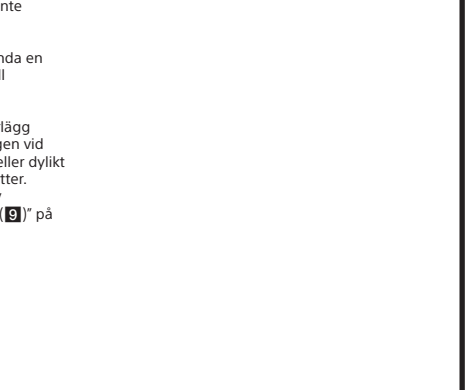 nte
nda en
ll
lägg
gen vid
eller dylikt
tter.
(9)" på